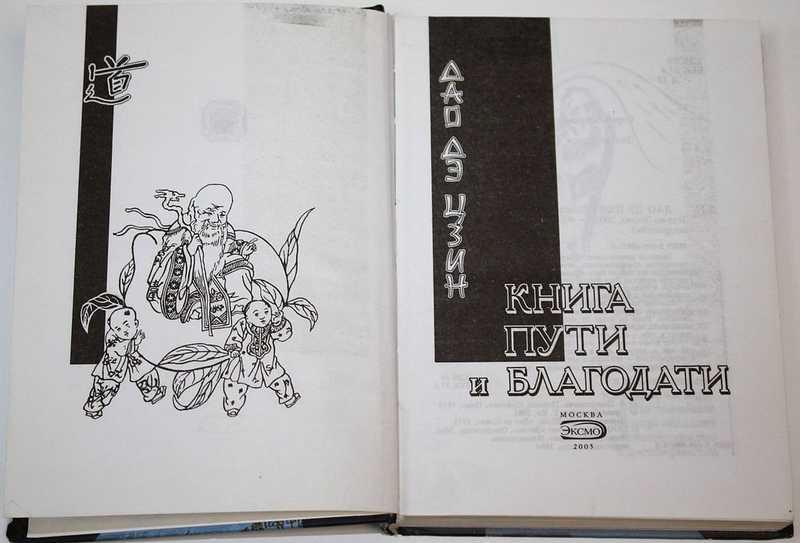 道
ДАО ДЭ ЦЗИН
КНИГА
ПУТИ
и БЛАГОДАТИ
МОСКВА
ЭКСМО
2005